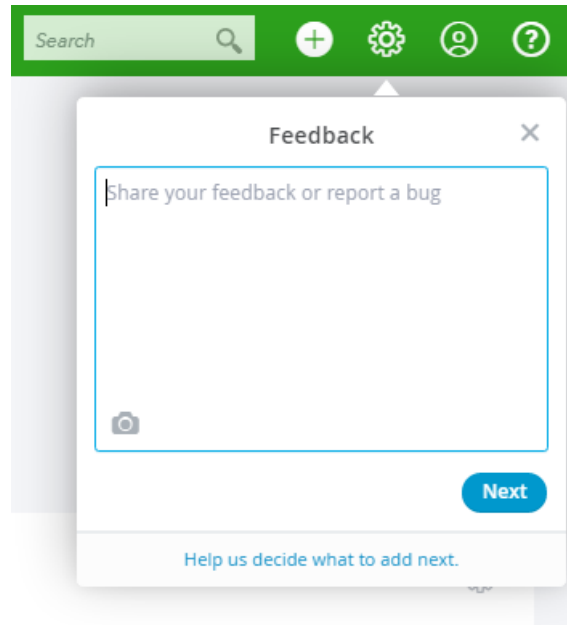 Search
Feedback
Share your feedback or report a bug
Next
Help us decide what to add next.